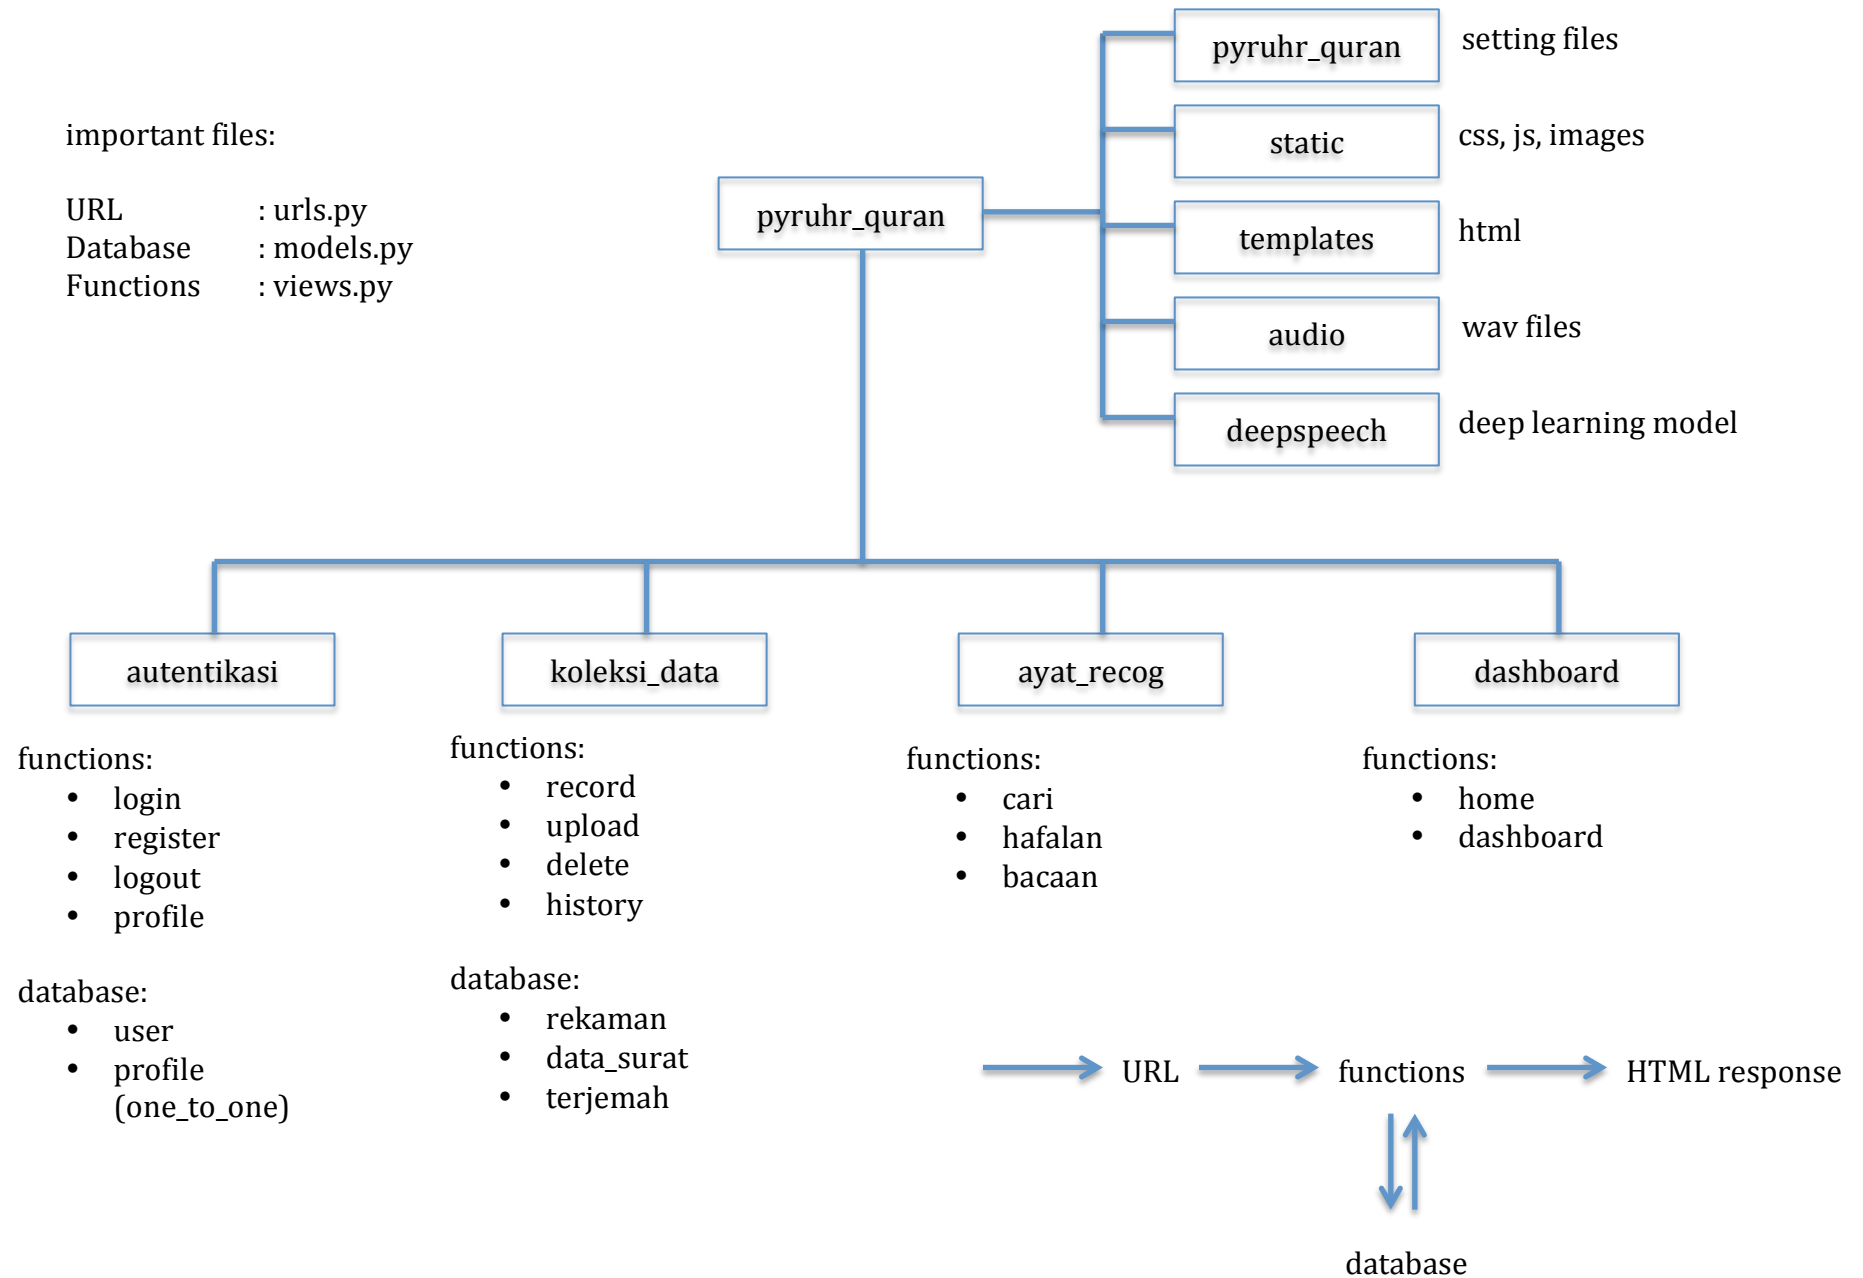 important files:
URL : urls.py
Database : models.py
Functions : views.py
pyruhr_quran
pyruhr_quran setting files
static css, js, images
templates html
audio wav files
deepspeech deep learning model
autentikasi
functions:
• login
• register
• logout
• profile
database:
• user
• profile
(one_to_one)
koleksi_data
functions:
• record
• upload
• delete
• history
database:
• rekaman
• data_surat
• terjemah
ayat_recog
functions:
• cari
• hafalan
• bacaan
dashboard
functions:
• home
• dashboard
URL functions HTML response
database